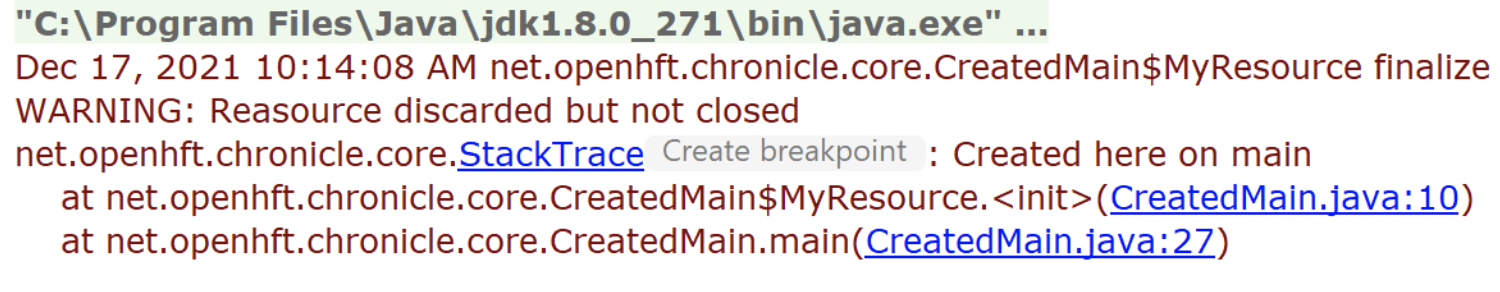 "C:\Program Files\Java\jdk1.8.0_271\bin\java.exe" ...
Dec 17, 2021 10:14:08 AM net.openhft.chronicle.core.CreatedMain$MyResource finalize
WARNING: Reasource discarded but not closed
net.openhft.chronicle.core.StackTrace Create breakpoint : Created here on main
    at net.openhft.chronicle.core.CreatedMain$MyResource.<init>(CreatedMain.java:10)
    at net.openhft.chronicle.core.CreatedMain.main(CreatedMain.java:27)